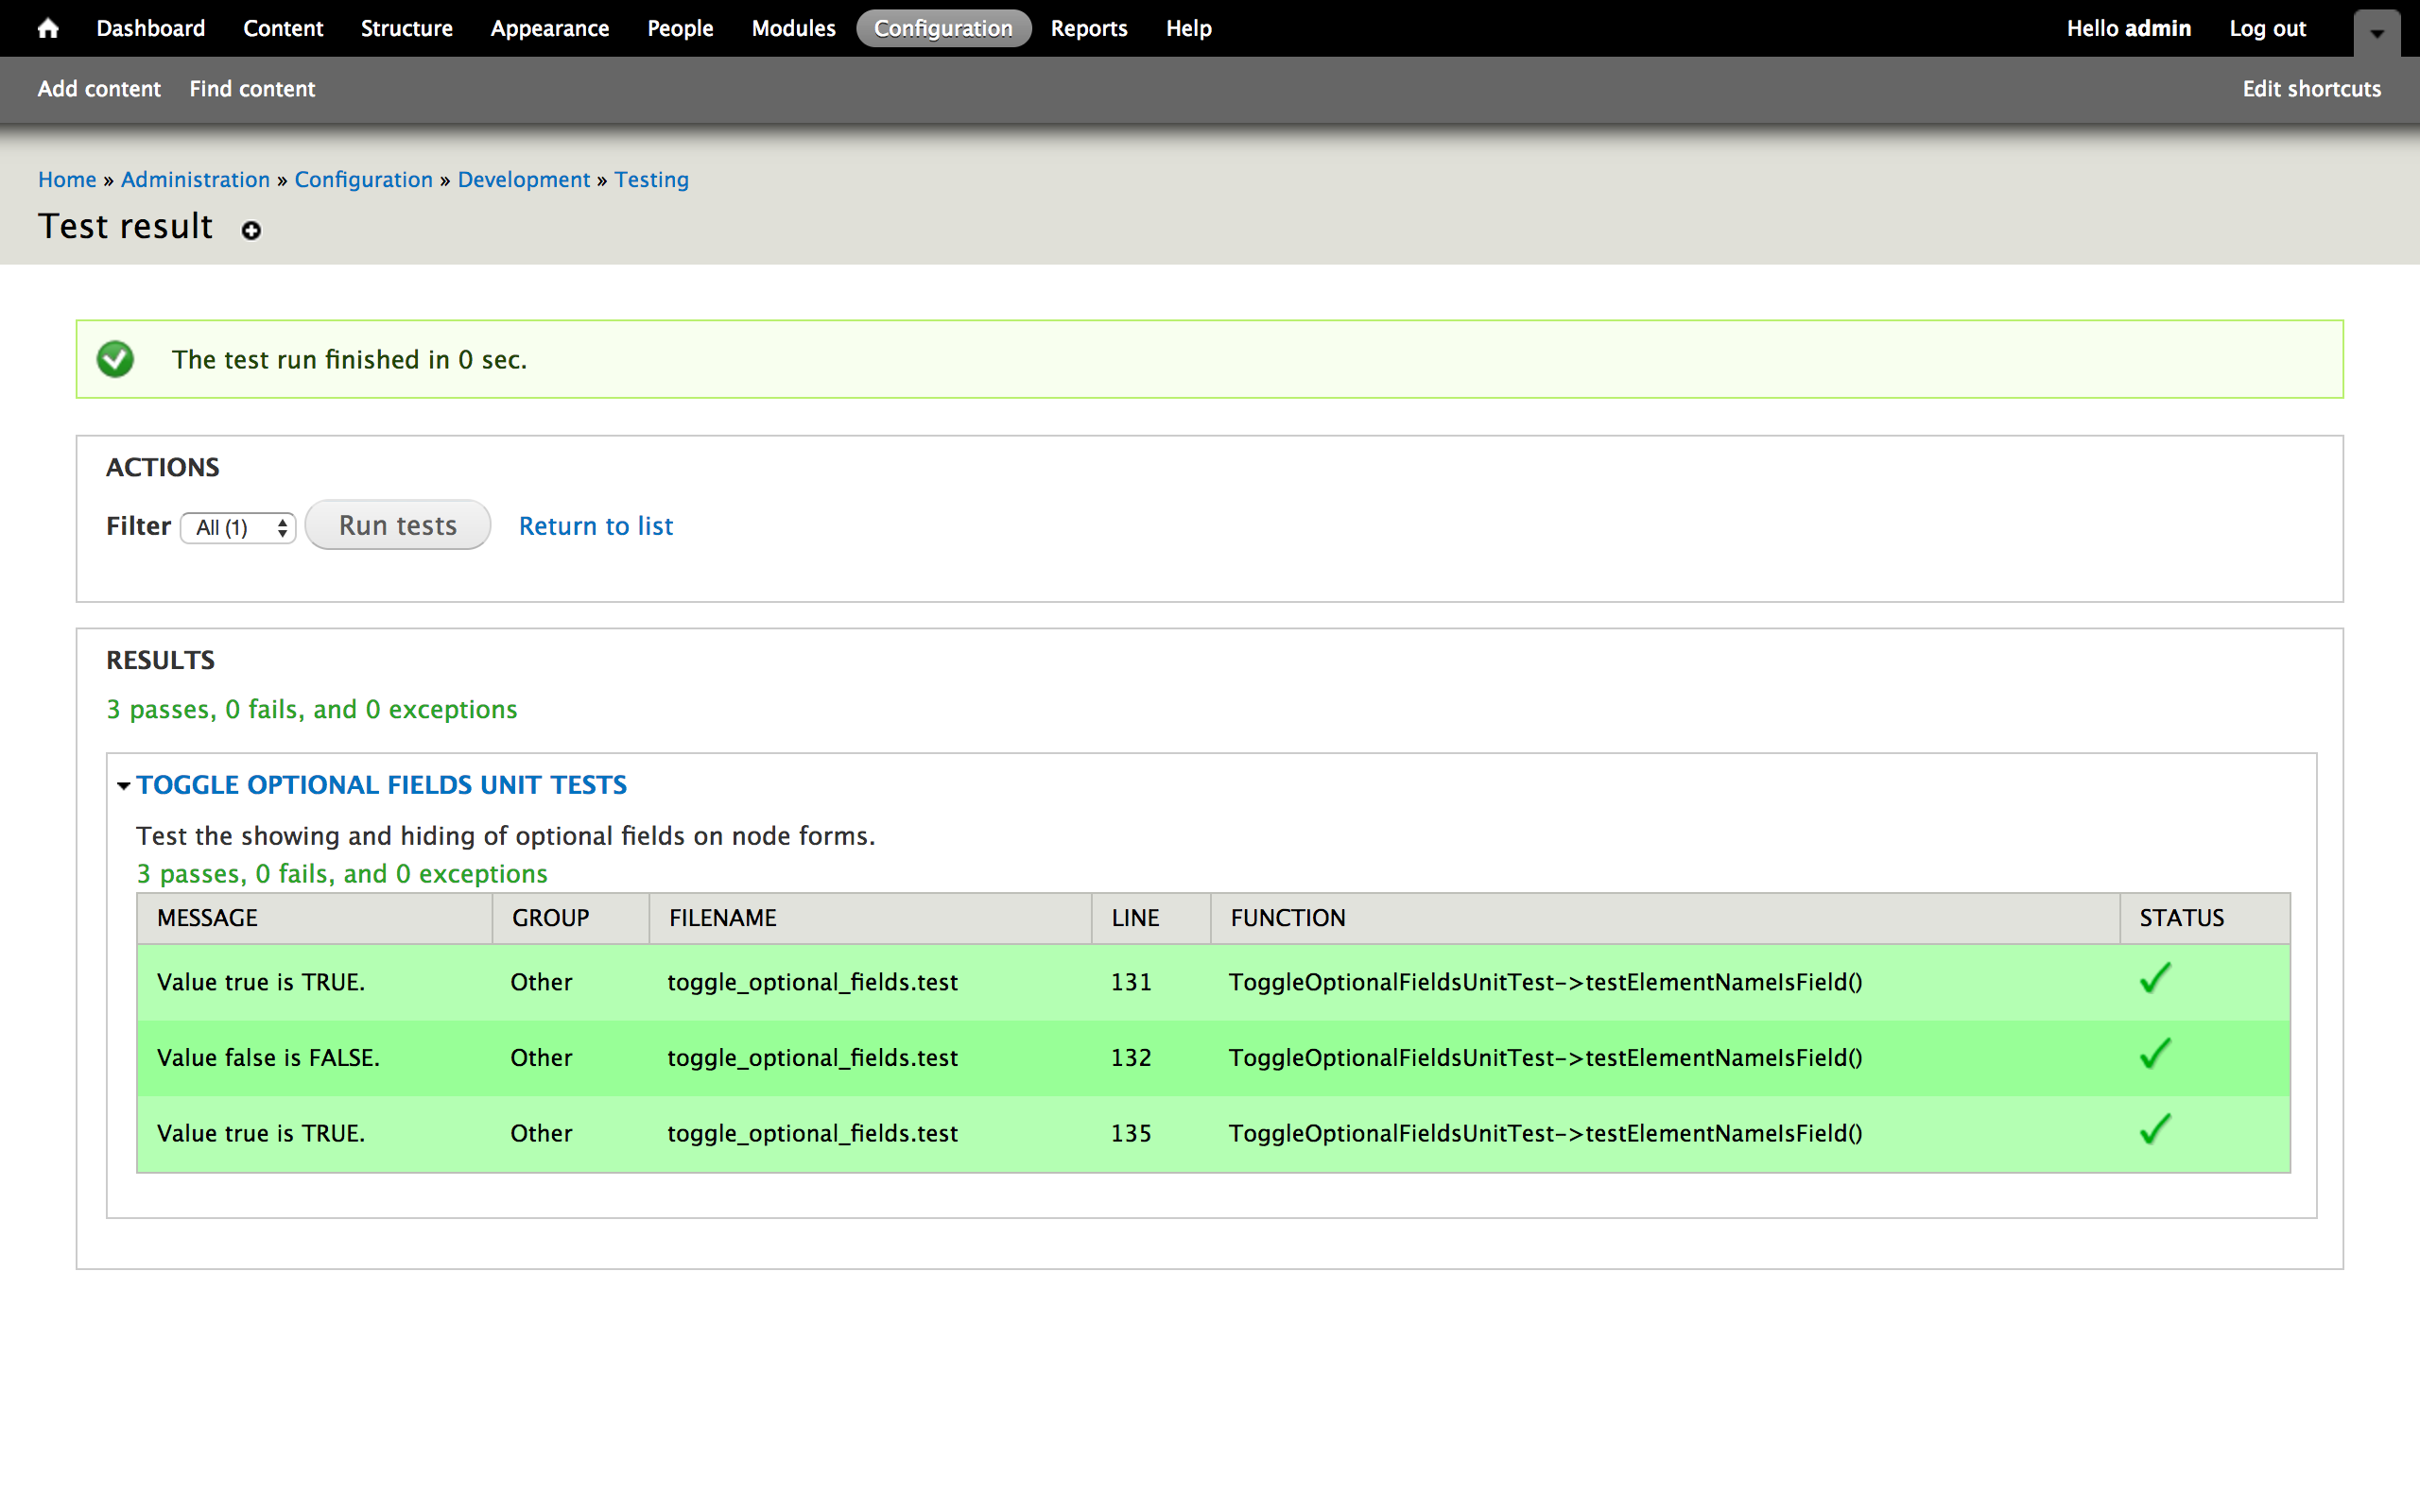 Dashboard Content Structure Appearance People Modules Configuration Reports Help Hello admin Log out
Add content Find content Edit shortcuts
Home » Administration » Configuration » Development » Testing
Test result
The test run finished in 0 sec.
ACTIONS
Filter All (1) Run tests Return to list
RESULTS
3 passes, 0 fails, and 0 exceptions
TOGGLE OPTIONAL FIELDS UNIT TESTS
Test the showing and hiding of optional fields on node forms.
3 passes, 0 fails, and 0 exceptions
MESSAGE GROUP FILENAME LINE FUNCTION STATUS
Value true is TRUE. Other toggle_optional_fields.test 131 ToggleOptionalFieldsUnitTest->testElementNameIsField()
Value false is FALSE. Other toggle_optional_fields.test 132 ToggleOptionalFieldsUnitTest->testElementNameIsField()
Value true is TRUE. Other toggle_optional_fields.test 135 ToggleOptionalFieldsUnitTest->testElementNameIsField()